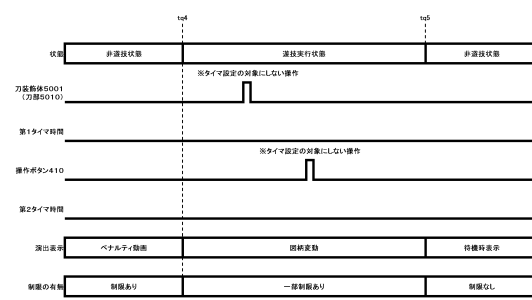 tq4 tq5
状態 非遊技状態 遊技実行状態 非遊技状態
※タイマ設定の対象にしない操作
刀装飾体5001
(刀部5010)
第1タイマ時間
※タイマ設定の対象にしない操作
操作ボタン410
第2タイマ時間
演出表示 ペナルティ動画 図柄変動 待機時表示
制限の有無 制限あり 一部制限あり 制限なし